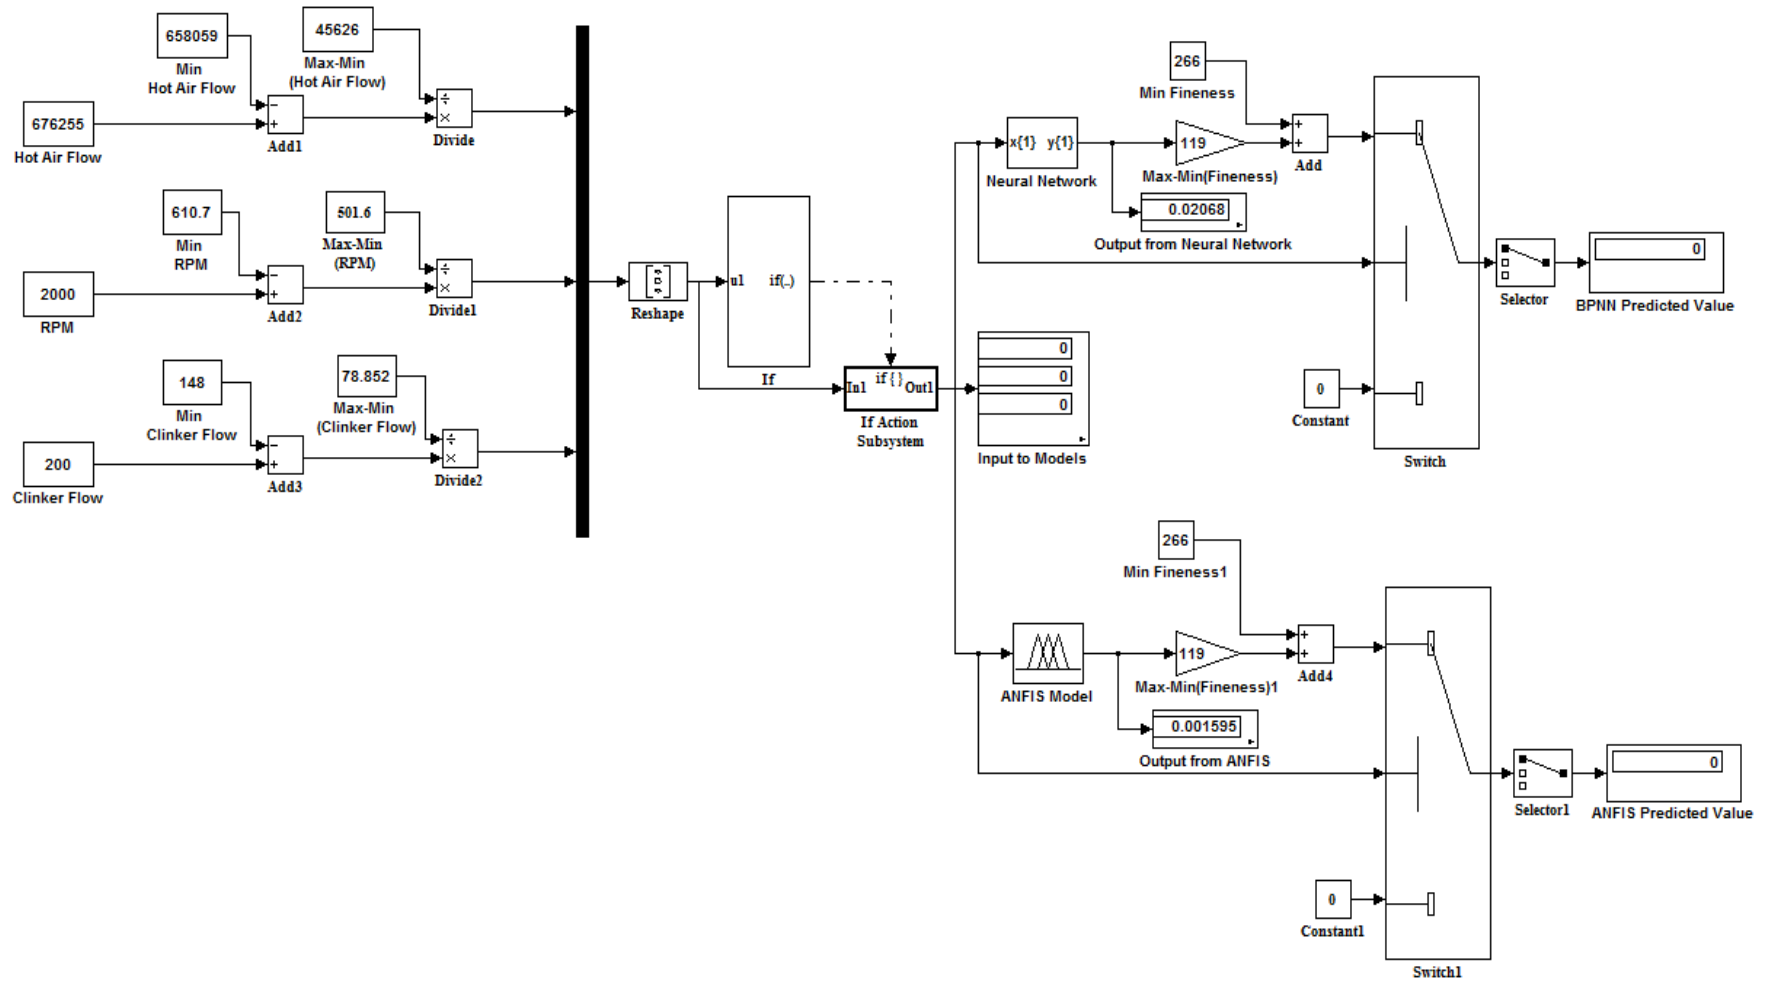 658059
Min
Hot Air Flow
45626
Max-Min
(Hot Air Flow)
676255
Hot Air Flow
−
+
Add1
÷
×
Divide
610.7
Min
RPM
501.6
Max-Min
(RPM)
2000
RPM
−
+
Add2
÷
×
Divide1
148
Min
Clinker Flow
78.852
Max-Min
(Clinker Flow)
200
Clinker Flow
−
+
Add3
÷
×
Divide2
Reshape
u1 if(..)
If
In1 if { } Out1
If Action
Subsystem
0
0
0
Input to Models
266
Min Fineness
x{1} y{1}
Neural Network
119
Max-Min(Fineness)
+
+
Add
0.02068
Output from Neural Network
0
Constant
Switch
Selector
0
BPNN Predicted Value
266
Min Fineness1
ANFIS Model
119
Max-Min(Fineness)1
+
+
Add4
0.001595
Output from ANFIS
0
Constant1
Switch1
Selector1
0
ANFIS Predicted Value